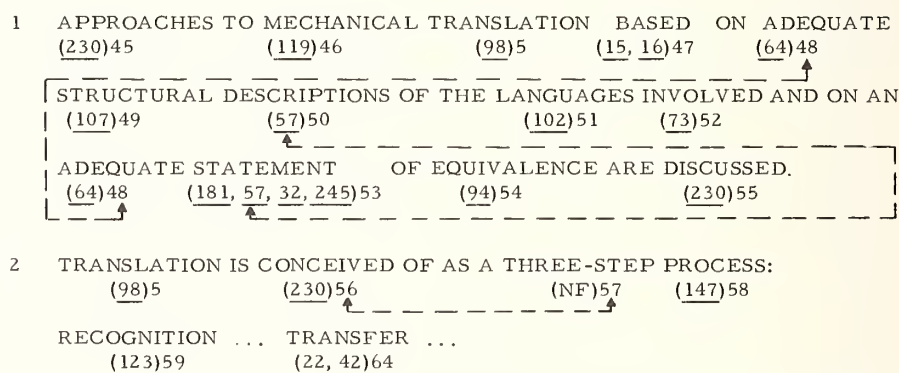 1 APPROACHES TO MECHANICAL TRANSLATION BASED ON ADEQUATE
(230)45 (119)46 (98)5 (15, 16)47 (64)48
STRUCTURAL DESCRIPTIONS OF THE LANGUAGES INVOLVED AND ON AN
(107)49 (57)50 (102)51 (73)52
ADEQUATE STATEMENT OF EQUIVALENCE ARE DISCUSSED.
(64)48 (181, 57, 32, 245)53 (94)54 (230)55
2 TRANSLATION IS CONCEIVED OF AS A THREE-STEP PROCESS:
(98)5 (230)56 (NF)57 (147)58
RECOGNITION ... TRANSFER ...
(123)59 (22, 42)64